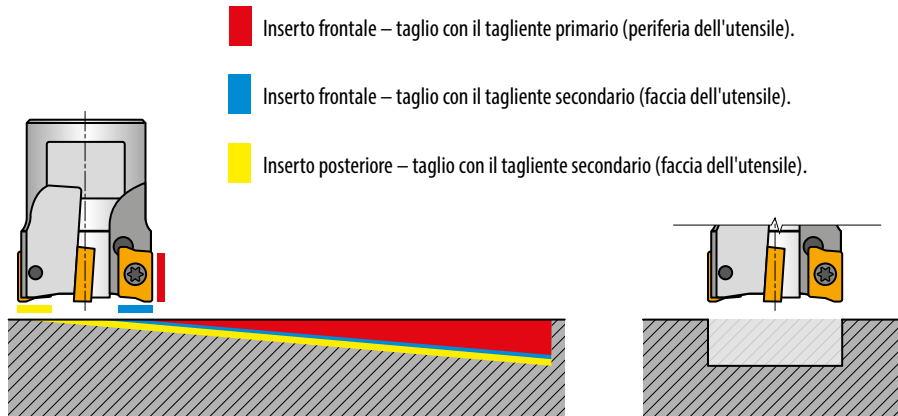 Inserto frontale – taglio con il tagliente primario (periferia dell'utensile).
Inserto frontale – taglio con il tagliente secondario (faccia dell'utensile).
Inserto posteriore – taglio con il tagliente secondario (faccia dell'utensile).